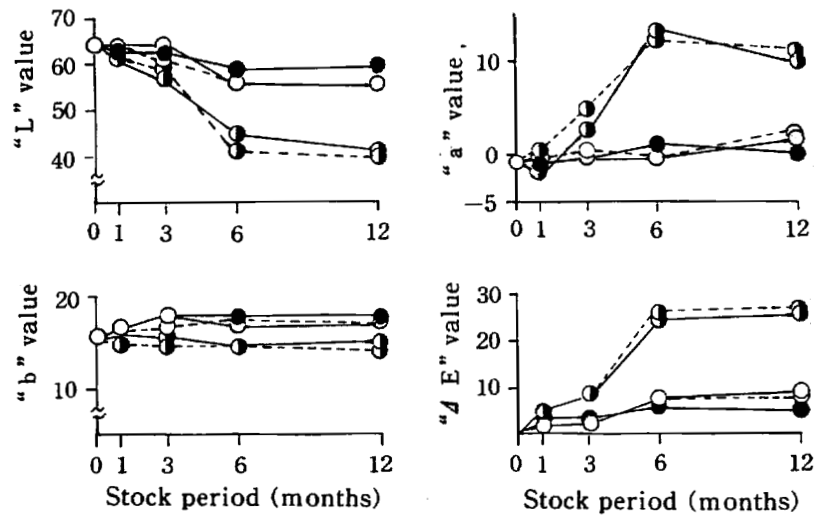 70
60
50
40
"L" value
0 1 3 6 12
10
0
−5
"a" value.
0 1 3 6 12
20
10
"b" value
0 1 3 6 12
Stock period (months)
30
20
10
"⊿E" value
0 1 3 6 12
Stock period (months)